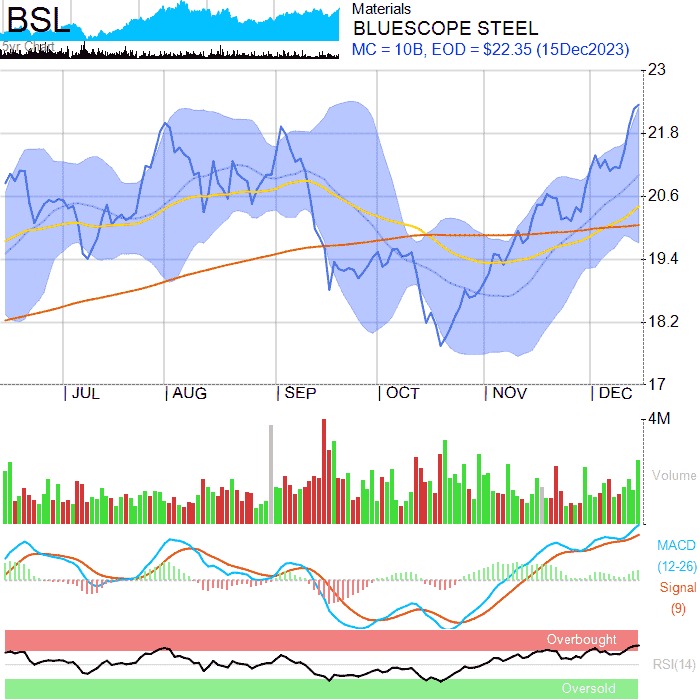 BSL
5yr Chart
Materials
BLUESCOPE STEEL
MC = 10B, EOD = $22.35 (15Dec2023)
23
21.8
20.6
19.4
18.2
17
JUL AUG SEP OCT NOV DEC
4M
Volume
MACD
(12-26)
Signal
(9)
Overbought
RSI(14)
Oversold